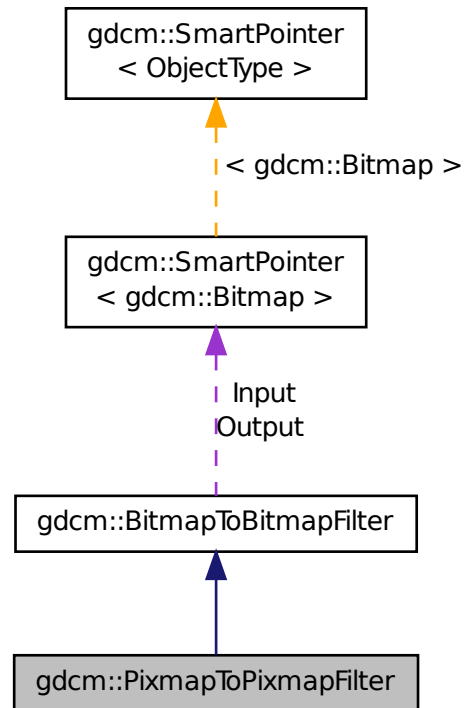 gdcm::SmartPointer
< ObjectType >
< gdcm::Bitmap >
gdcm::SmartPointer
< gdcm::Bitmap >
Input
Output
gdcm::BitmapToBitmapFilter
gdcm::PixmapToPixmapFilter